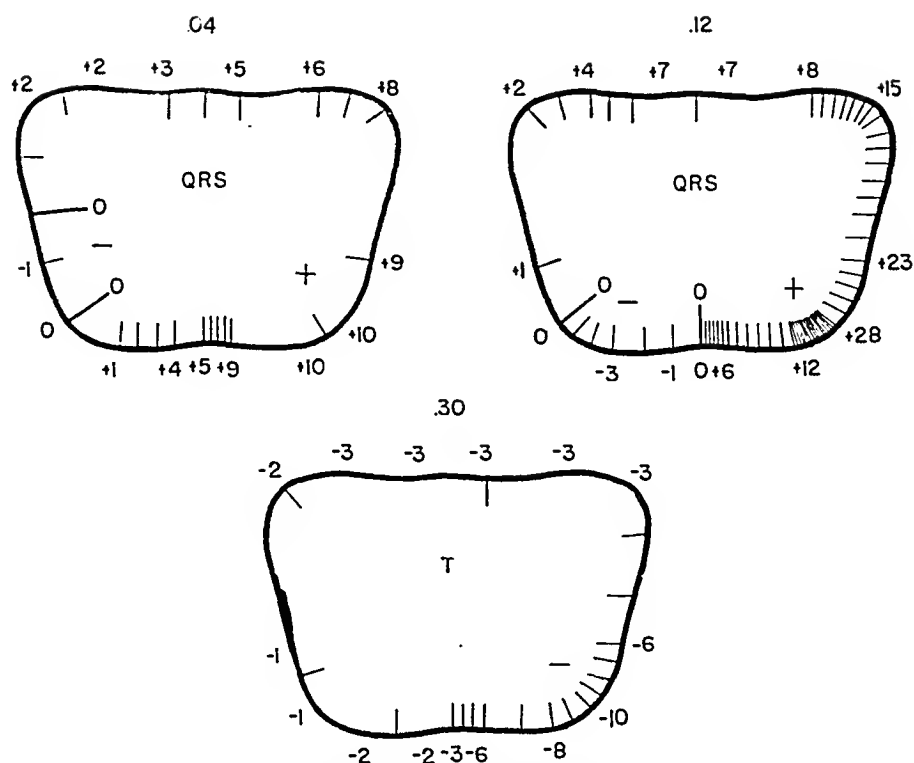 .04
+2 +2 +3 +5 +6 +8
QRS
0
-1 − 0 + +9
0 +10
+1 +4 +5 +9 +10
.12
+2 +4 +7 +7 +8 +15
QRS
+1 0 − 0 + +23
0 +28
-3 -1 0 +6 +12
.30
-2 -3 -3 -3 -3 -3
T
-1 − -6
-1 -10
-2 -2 -3 -6 -8